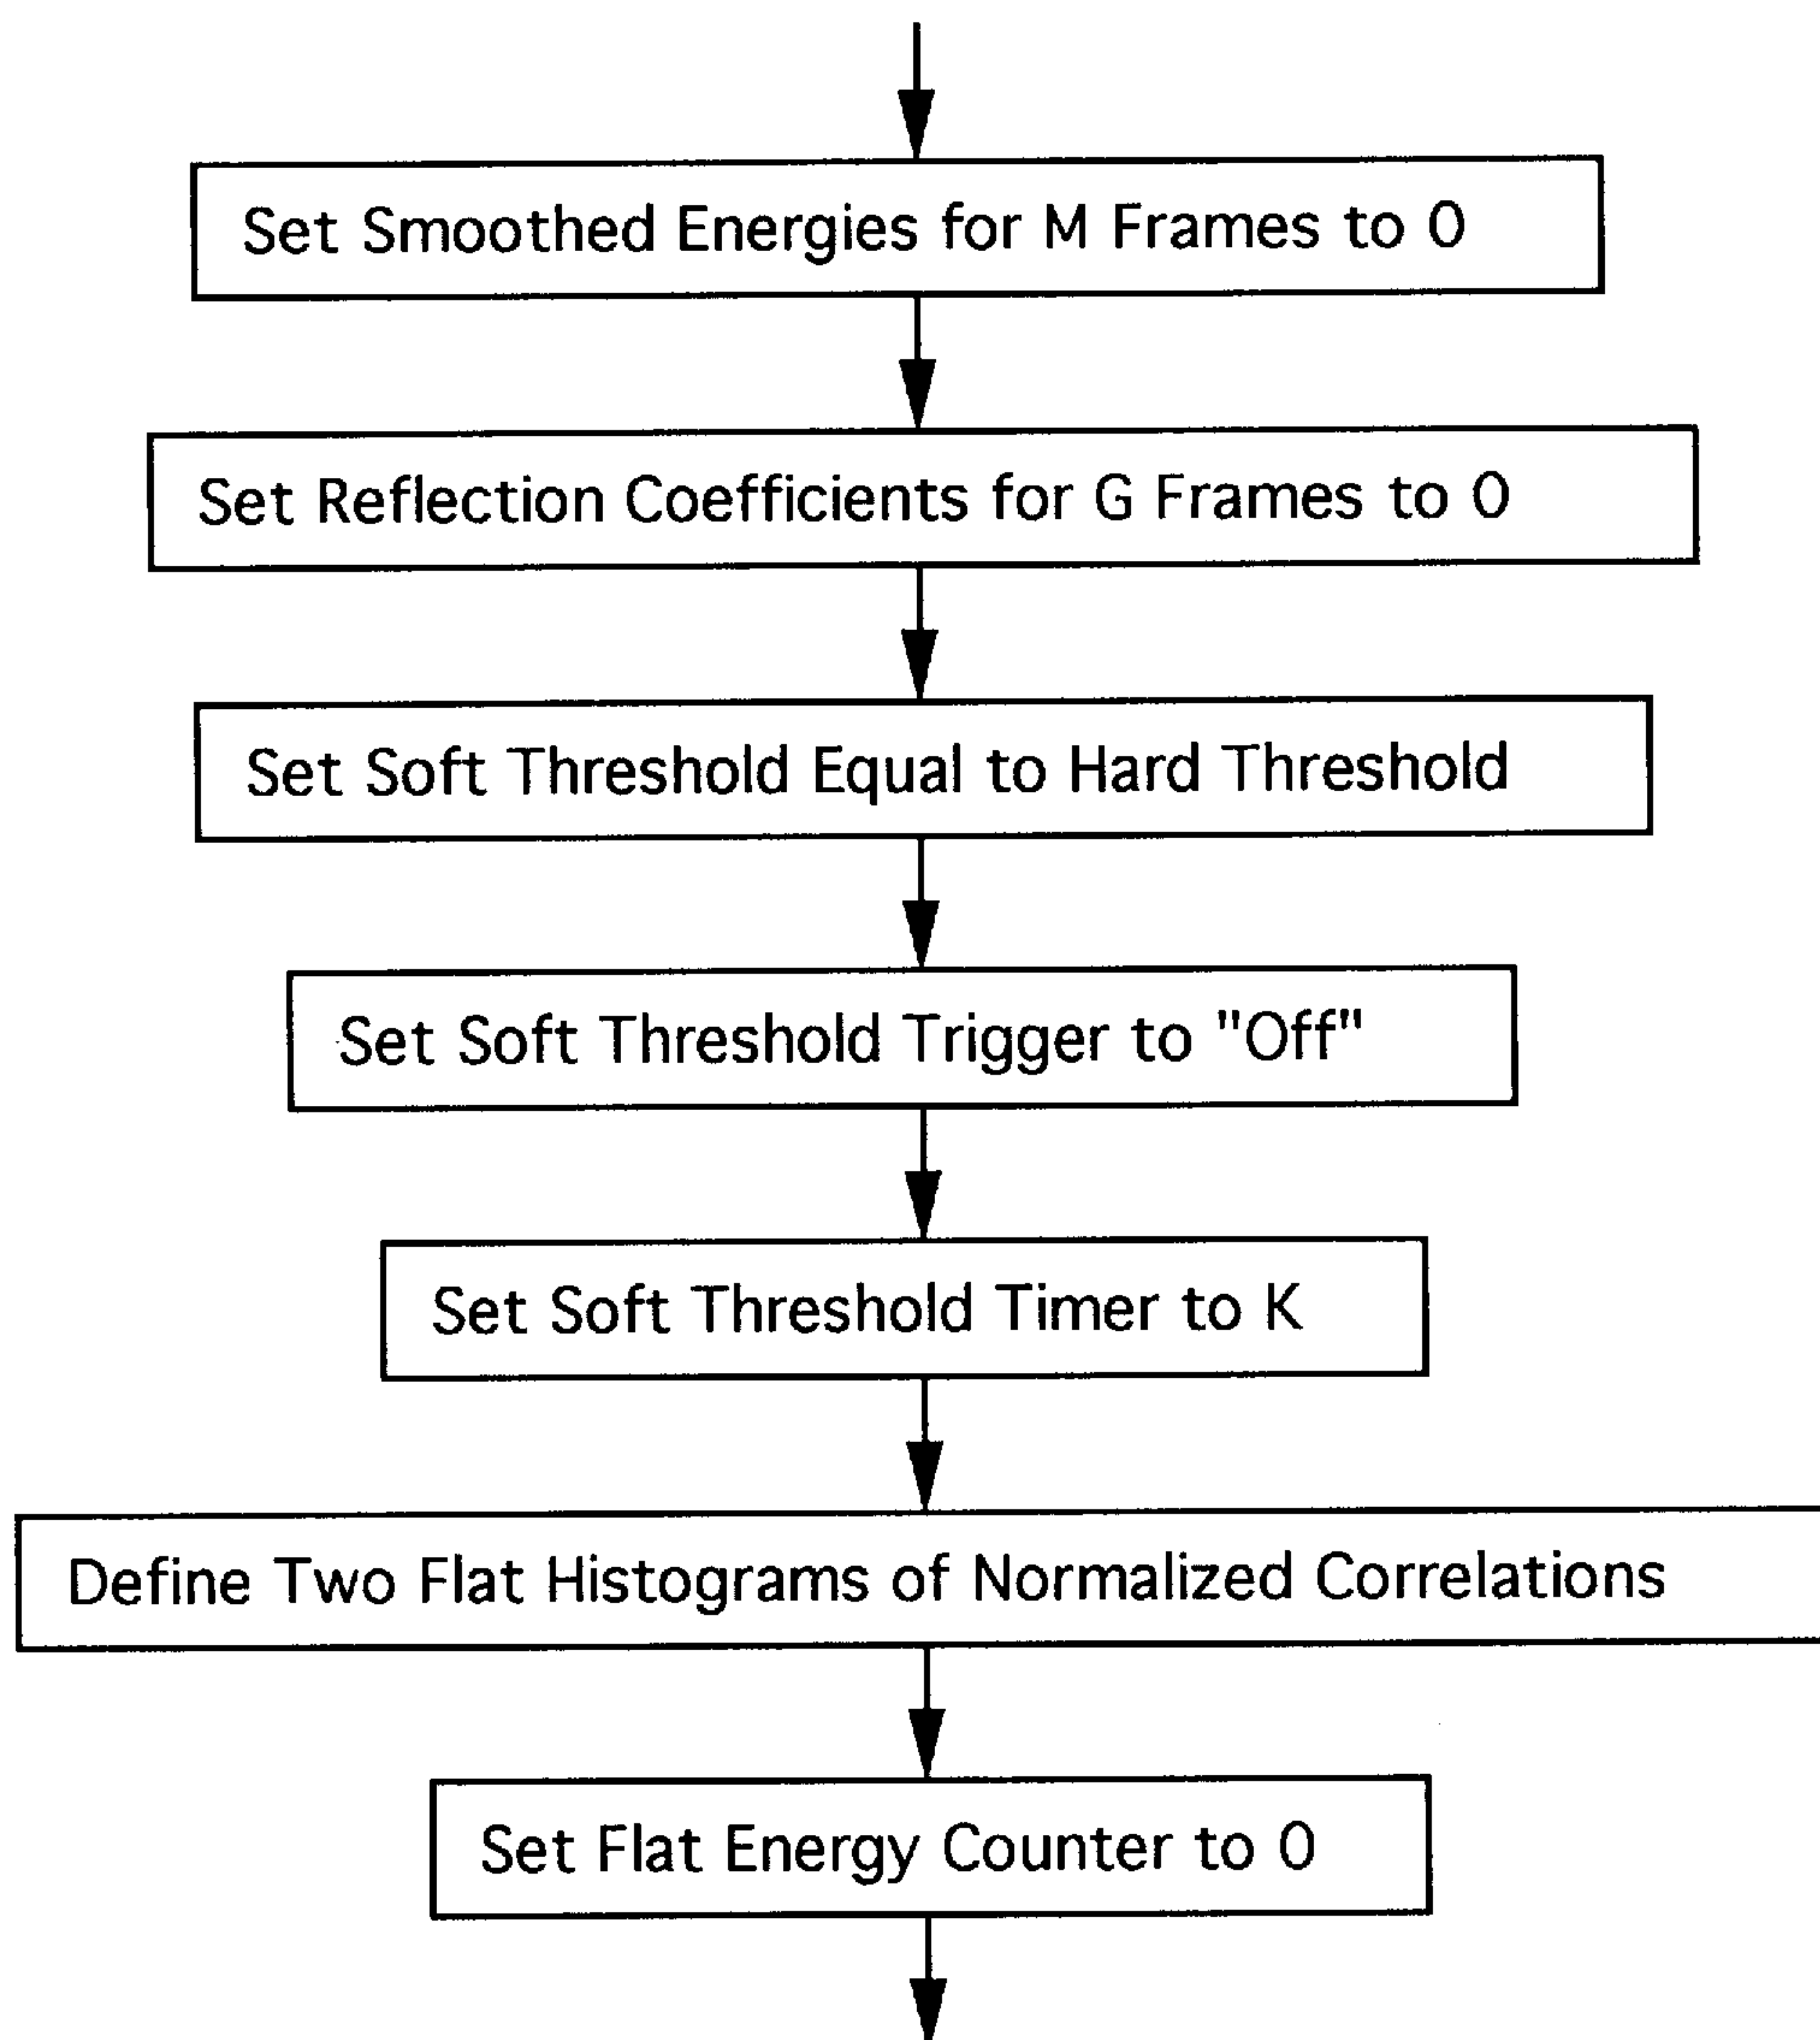 Set Smoothed Energies for M Frames to 0
Set Reflection Coefficients for G Frames to 0
Set Soft Threshold Equal to Hard Threshold
Set Soft Threshold Trigger to "Off"
Set Soft Threshold Timer to K
Define Two Flat Histograms of Normalized Correlations
Set Flat Energy Counter to 0